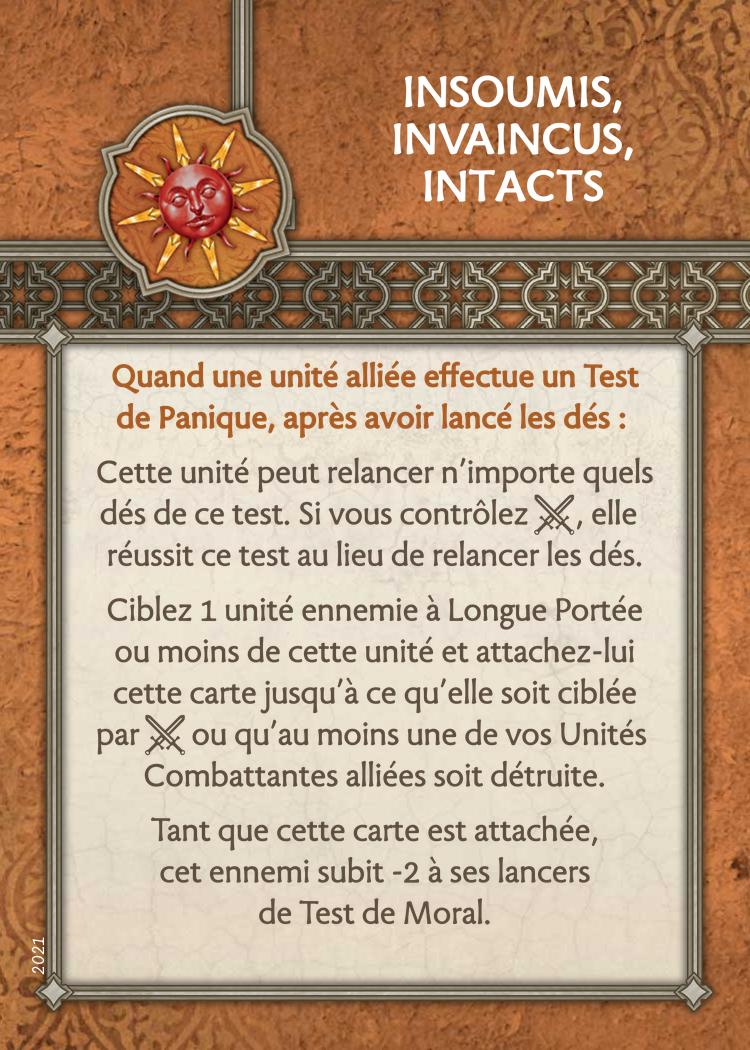 INSOUMIS,
INVAINCUS,
INTACTS
Quand une unité alliée effectue un Test
de Panique, après avoir lancé les dés :
Cette unité peut relancer n'importe quels
dés de ce test. Si vous contrôlez , elle
réussit ce test au lieu de relancer les dés.
Ciblez 1 unité ennemie à Longue Portée
ou moins de cette unité et attachez-lui
cette carte jusqu'à ce qu'elle soit ciblée
par ou qu'au moins une de vos Unités
Combattantes alliées soit détruite.
Tant que cette carte est attachée,
cet ennemi subit -2 à ses lancers
de Test de Moral.
2021